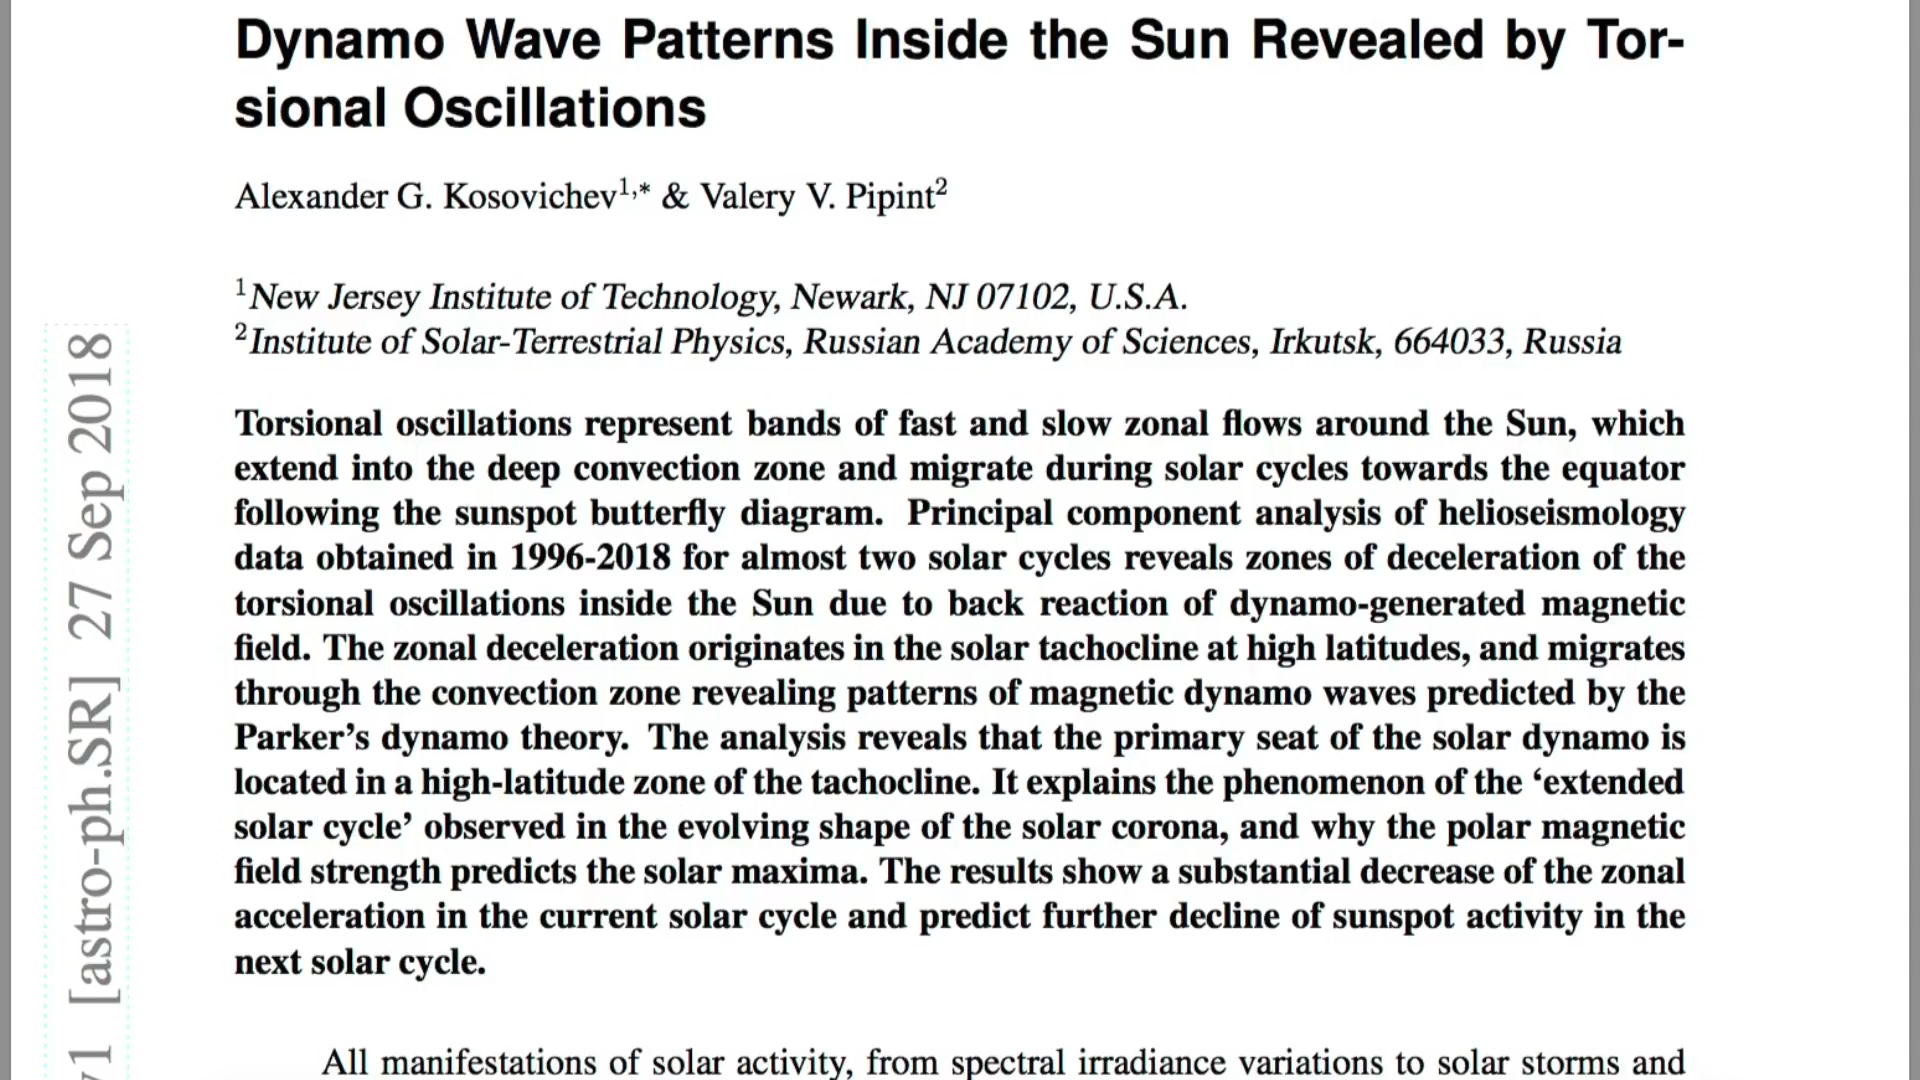 Dynamo Wave Patterns Inside the Sun Revealed by Tor-
sional Oscillations
Alexander G. Kosovichev1,* & Valery V. Pipint2
1New Jersey Institute of Technology, Newark, NJ 07102, U.S.A.
2Institute of Solar-Terrestrial Physics, Russian Academy of Sciences, Irkutsk, 664033, Russia
Torsional oscillations represent bands of fast and slow zonal flows around the Sun, which
extend into the deep convection zone and migrate during solar cycles towards the equator
following the sunspot butterfly diagram. Principal component analysis of helioseismology
data obtained in 1996-2018 for almost two solar cycles reveals zones of deceleration of the
torsional oscillations inside the Sun due to back reaction of dynamo-generated magnetic
field. The zonal deceleration originates in the solar tachocline at high latitudes, and migrates
through the convection zone revealing patterns of magnetic dynamo waves predicted by the
Parker's dynamo theory. The analysis reveals that the primary seat of the solar dynamo is
located in a high-latitude zone of the tachocline. It explains the phenomenon of the 'extended
solar cycle' observed in the evolving shape of the solar corona, and why the polar magnetic
field strength predicts the solar maxima. The results show a substantial decrease of the zonal
acceleration in the current solar cycle and predict further decline of sunspot activity in the
next solar cycle.
All manifestations of solar activity, from spectral irradiance variations to solar storms and
v1 [astro-ph.SR] 27 Sep 2018